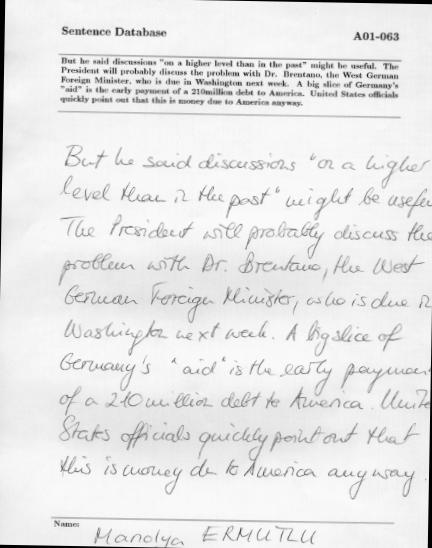 Sentence Database A01-063
But he said discussions "on a higher level than in the past" might be useful. The
President will probably discuss the problem with Dr. Brentano, the West German
Foreign Minister, who is due in Washington next week. A big slice of Germany's
"aid" is the early payment of a 210million debt to America. United States officials
quickly point out that this is money due to America anyway.
But he said discussions "on a higher
level than in the past" might be usefu
The President will probably discuss the
problem with Dr. Brentano, the West
German Foreign Minister, who is due in
Washington next week. A big slice of
Germany's "aid" is the early paymen
of a 210 million debt to America. Unite
States officials quickly point out that
this is money due to America anyway.
Name:
Manolya ERMUTLU